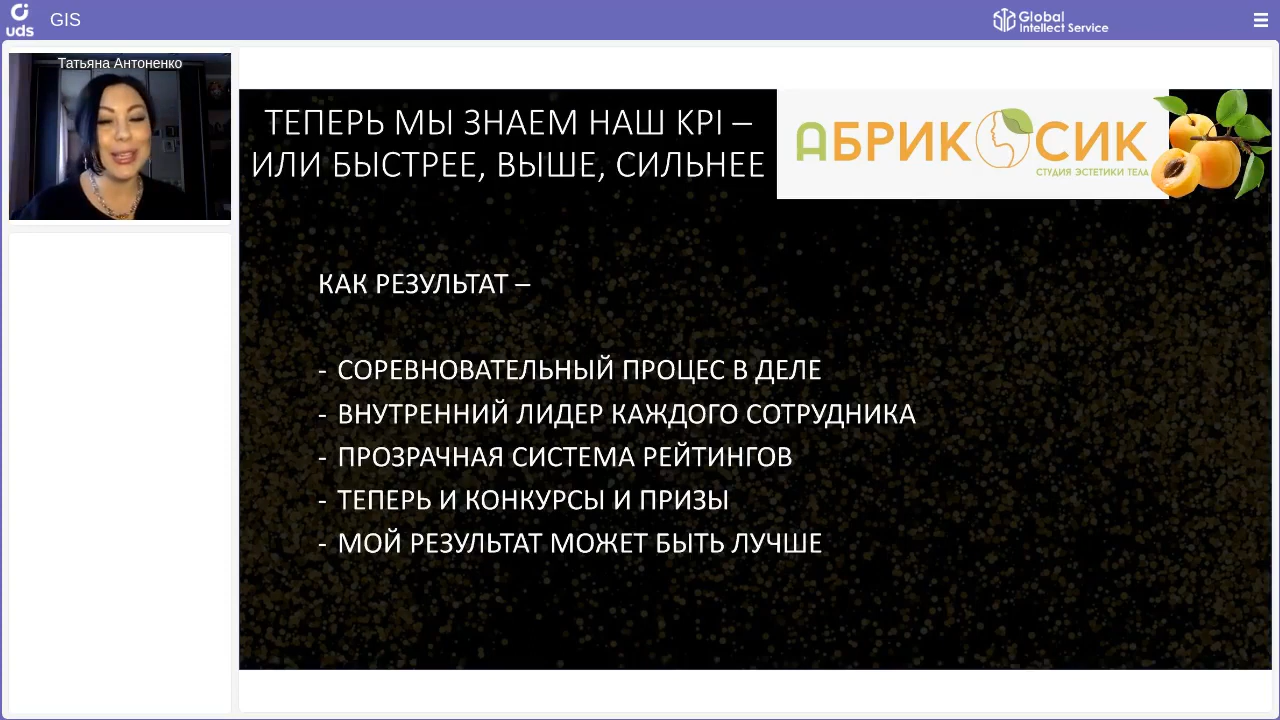 uds
GIS
Global
Intellect Service
Татьяна Антоненко
ТЕПЕРЬ МЫ ЗНАЕМ НАШ KPI –
ИЛИ БЫСТРЕЕ, ВЫШЕ, СИЛЬНЕЕ
АБРИКОСИК
СТУДИЯ ЭСТЕТИКИ ТЕЛА
КАК РЕЗУЛЬТАТ –
- СОРЕВНОВАТЕЛЬНЫЙ ПРОЦЕС В ДЕЛЕ
- ВНУТРЕННИЙ ЛИДЕР КАЖДОГО СОТРУДНИКА
- ПРОЗРАЧНАЯ СИСТЕМА РЕЙТИНГОВ
- ТЕПЕРЬ И КОНКУРСЫ И ПРИЗЫ
- МОЙ РЕЗУЛЬТАТ МОЖЕТ БЫТЬ ЛУЧШЕ